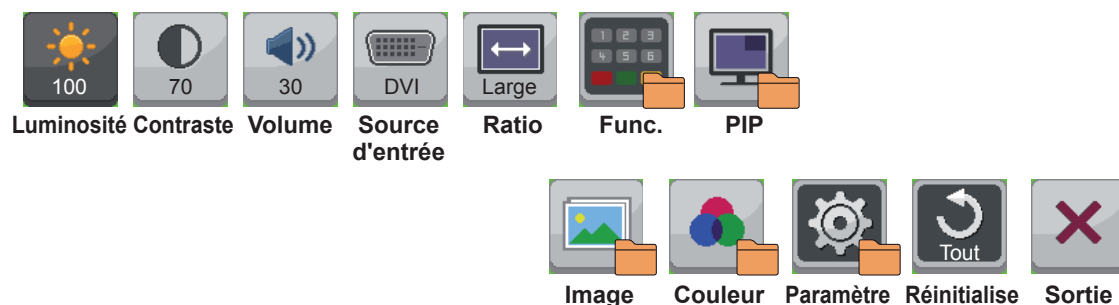 100 70 30 DVI Large
1 2 3
4 5 6
Luminosité Contraste Volume Source d'entrée Ratio Func. PIP
Tout
Image Couleur Paramètre Réinitialise Sortie